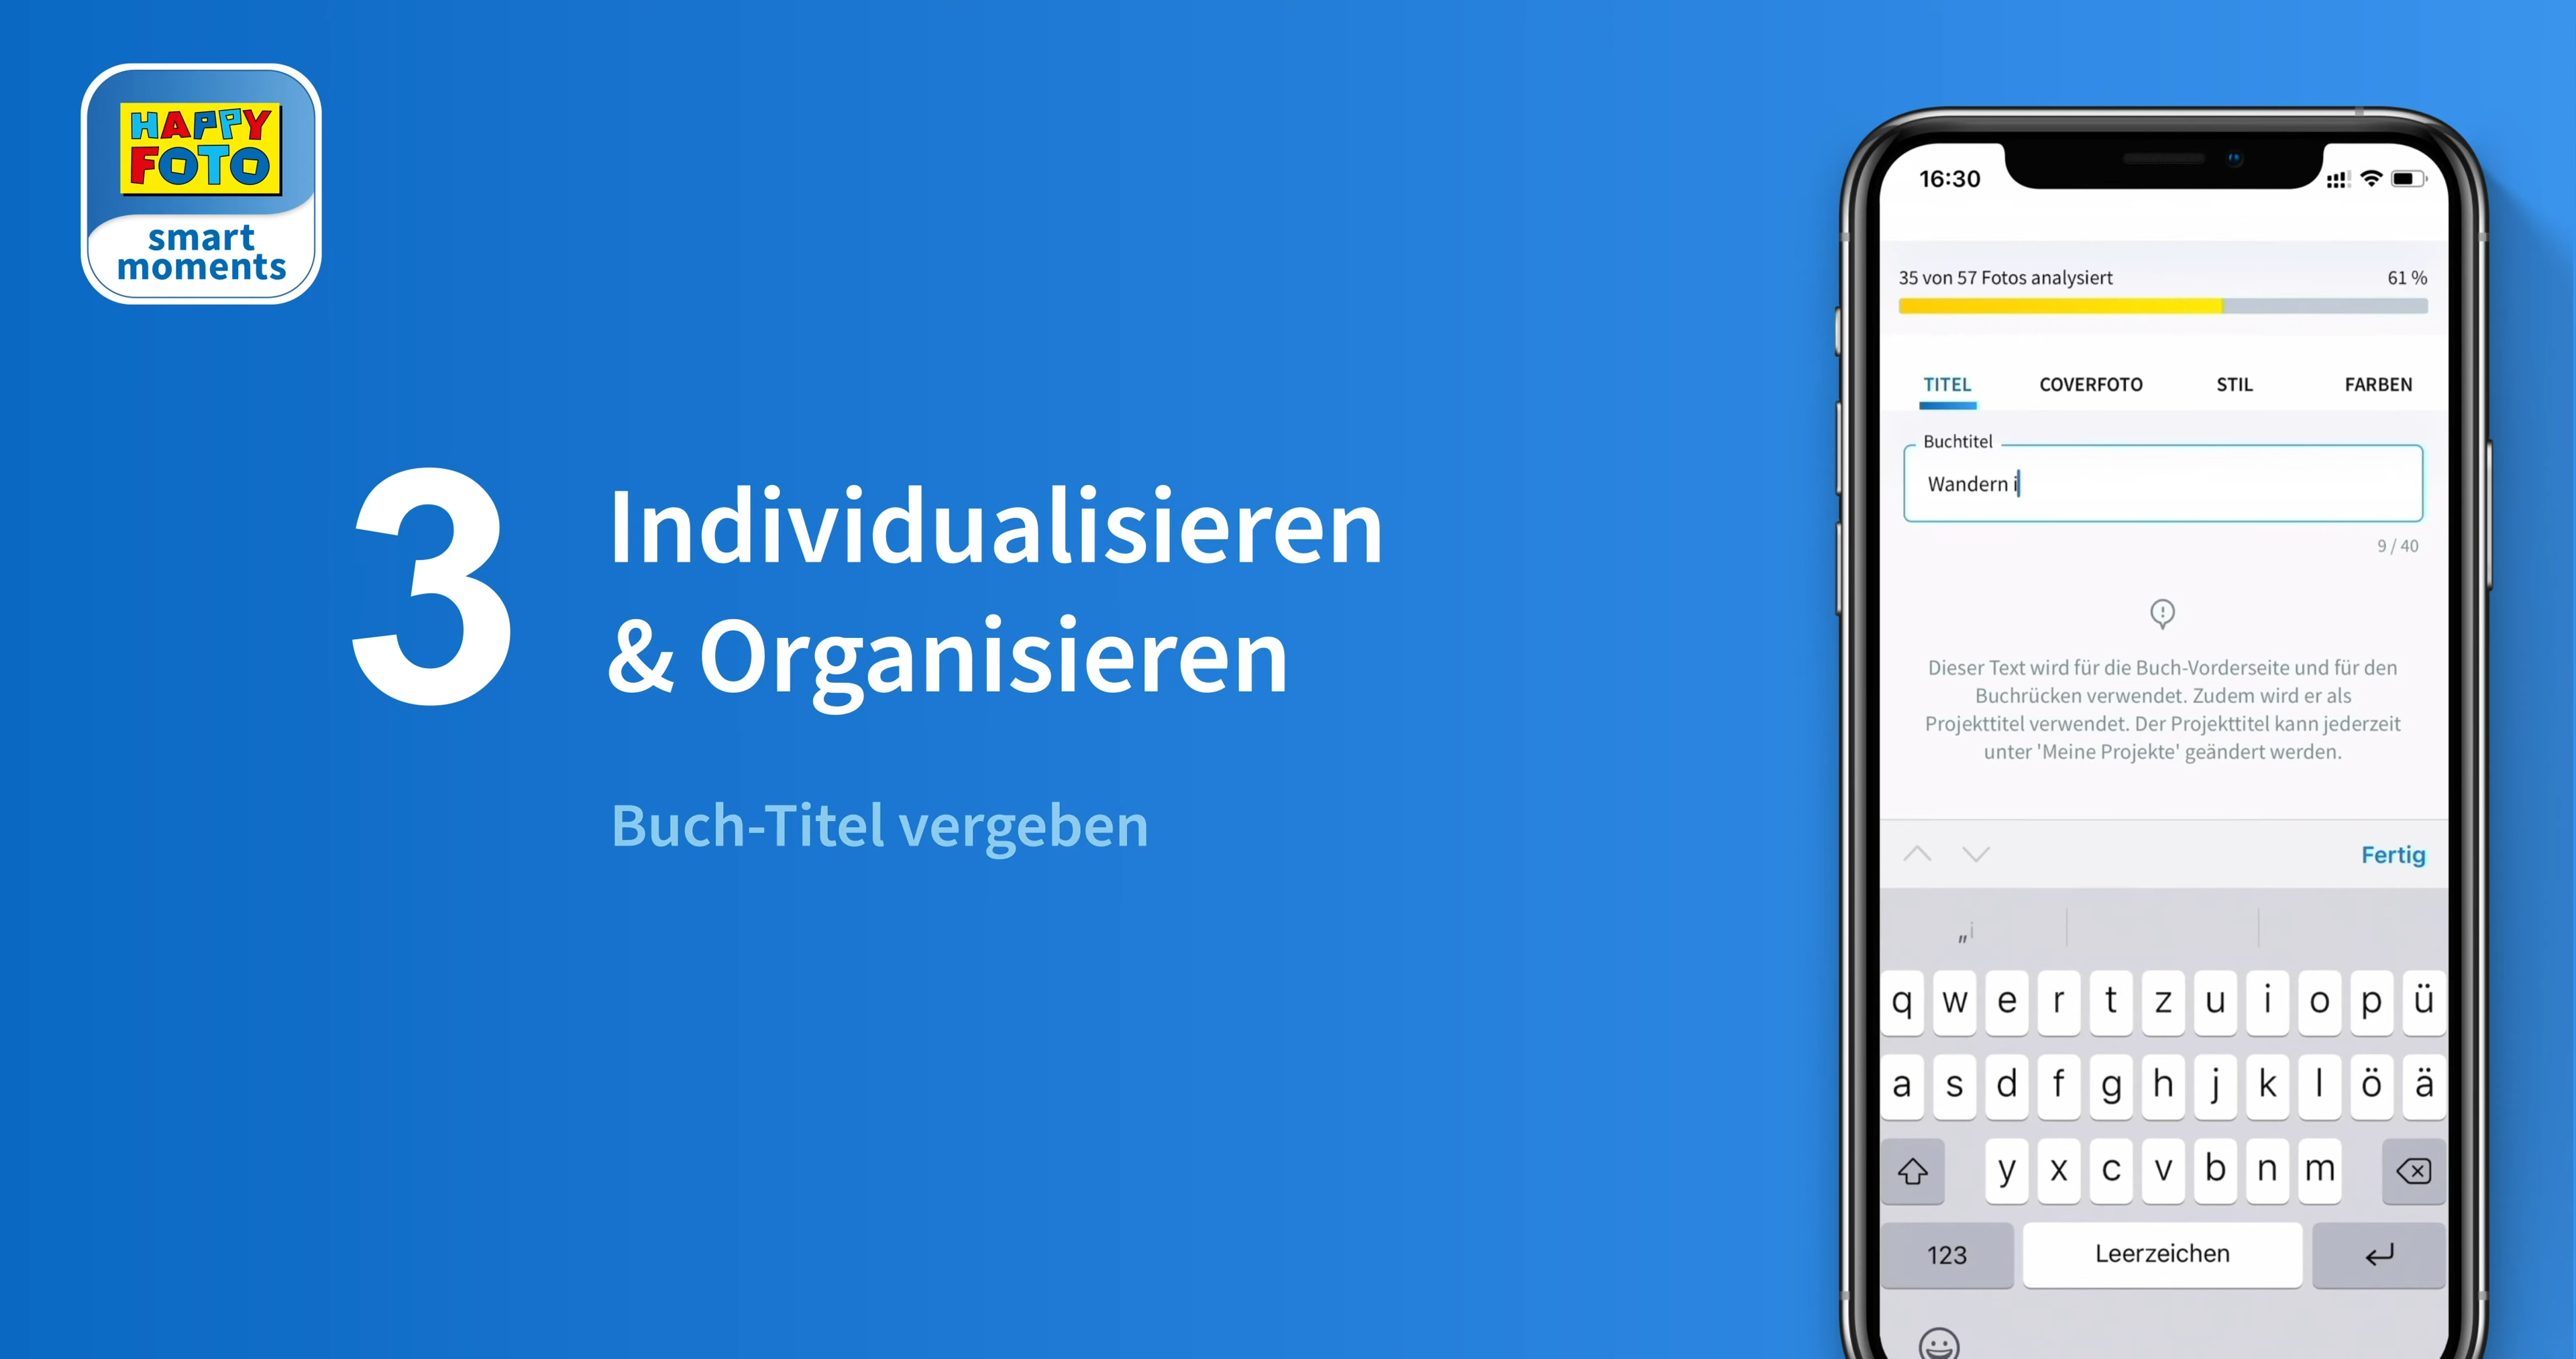 HAPPY
FOTO
smart
moments
3
Individualisieren
& Organisieren
Buch-Titel vergeben
16:30
35 von 57 Fotos analysiert 61 %
TITEL COVERFOTO STIL FARBEN
Buchtitel
Wandern i
9 / 40
Dieser Text wird für die Buch-Vorderseite und für den
Buchrücken verwendet. Zudem wird er als
Projekttitel verwendet. Der Projekttitel kann jederzeit
unter 'Meine Projekte' geändert werden.
Fertig
„i
q w e r t z u i o p ü
a s d f g h j k l ö ä
y x c v b n m
123 Leerzeichen